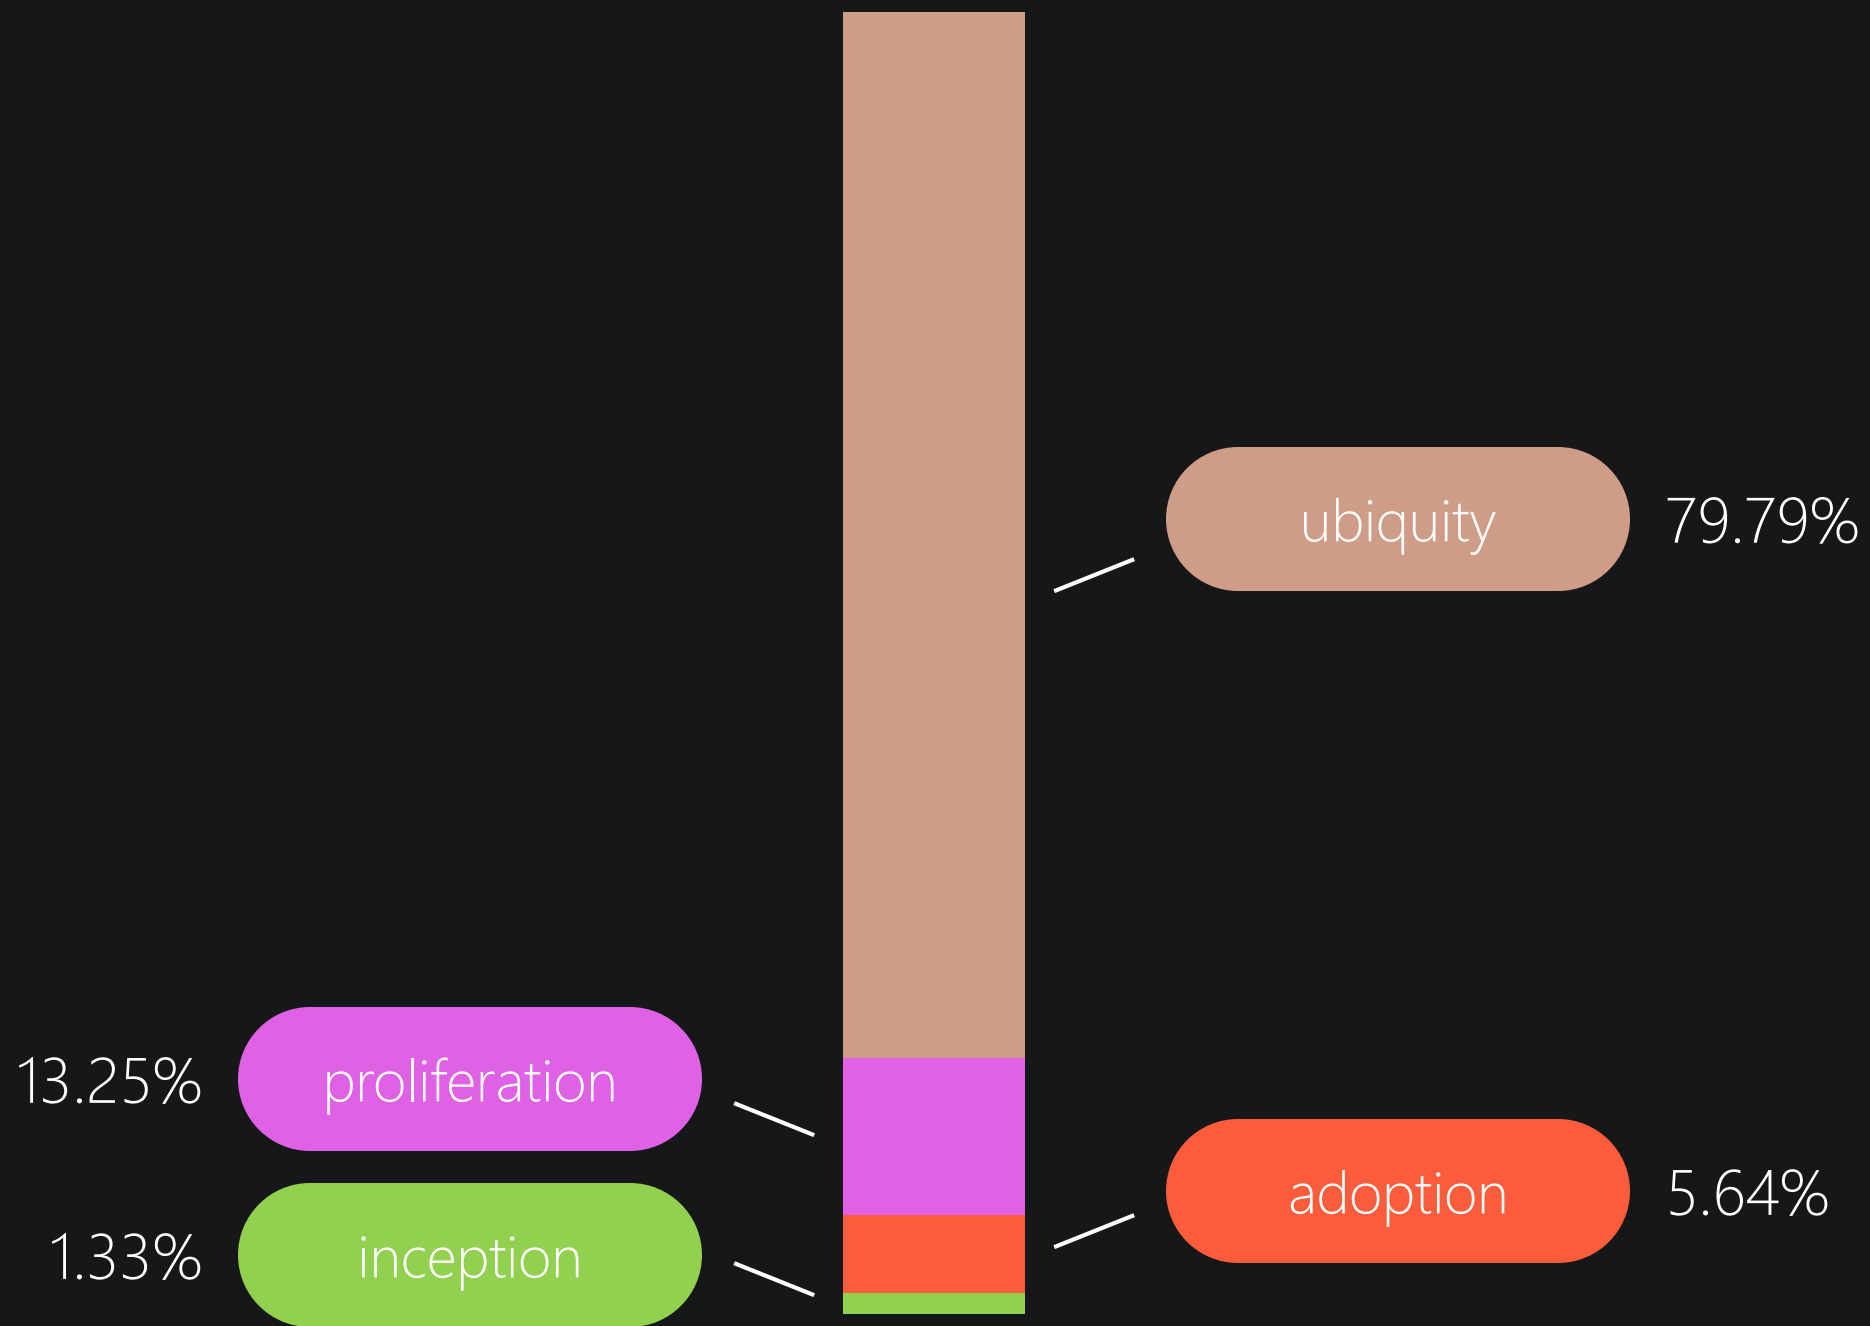 ubiquity 79.79%
13.25% proliferation
adoption 5.64%
1.33% inception